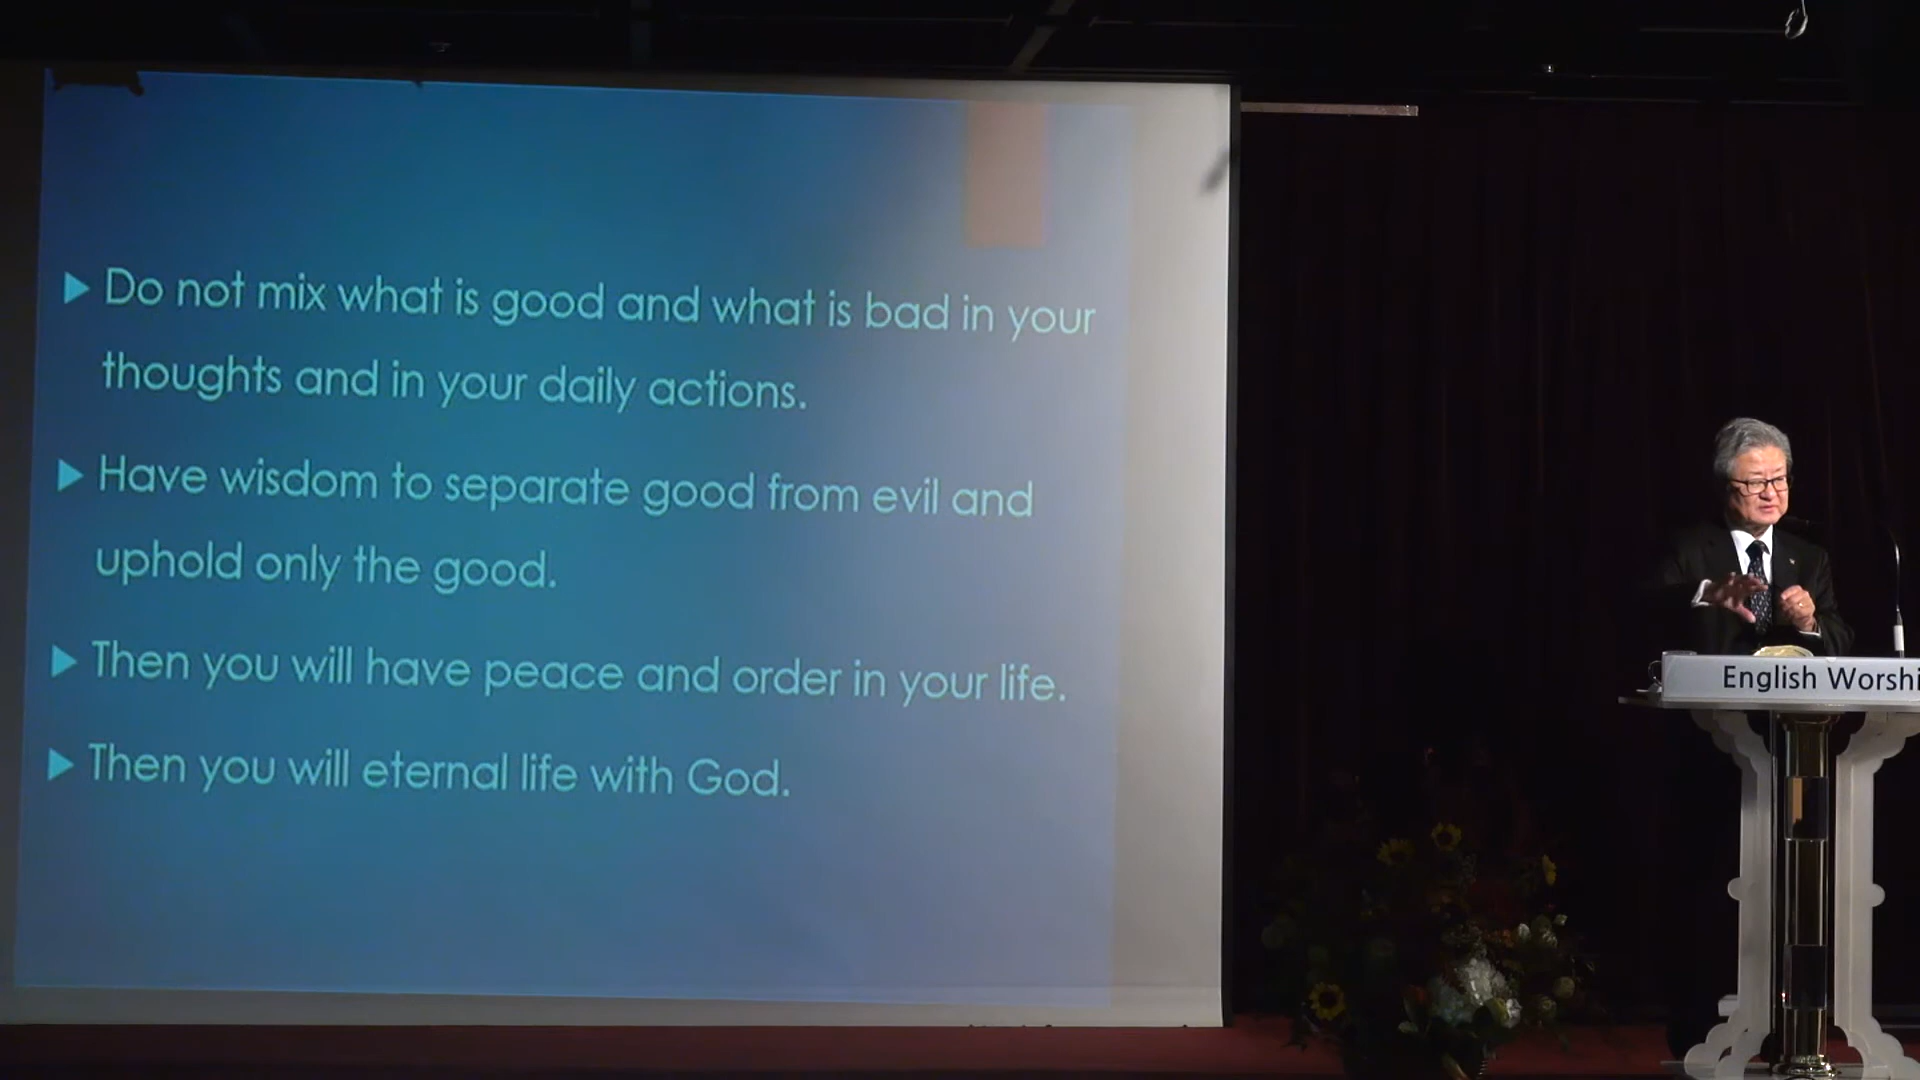 Do not mix what is good and what is bad in your
thoughts and in your daily actions.
Have wisdom to separate good from evil and
uphold only the good.
Then you will have peace and order in your life.
Then you will eternal life with God.
English Worshi